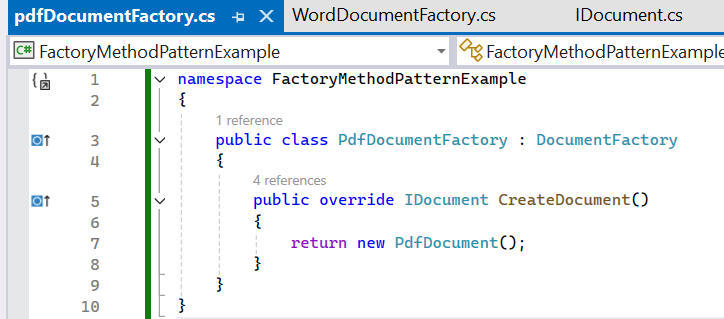 pdfDocumentFactory.cs WordDocumentFactory.cs IDocument.cs
C# FactoryMethodPatternExample FactoryMethodPatternExample
1 namespace FactoryMethodPatternExample
2 {
1 reference
3 public class PdfDocumentFactory : DocumentFactory
4 {
4 references
5 public override IDocument CreateDocument()
6 {
7 return new PdfDocument();
8 }
9 }
10 }